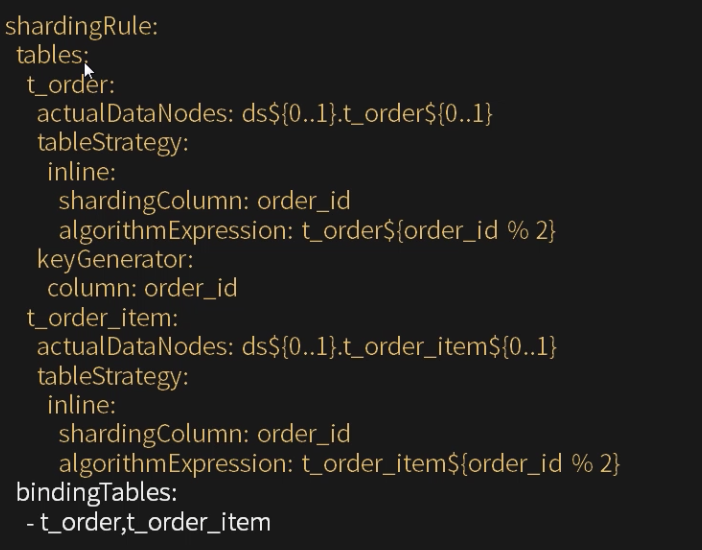 shardingRule:
  tables:
    t_order:
      actualDataNodes: ds${0..1}.t_order${0..1}
      tableStrategy:
        inline:
          shardingColumn: order_id
          algorithmExpression: t_order${order_id % 2}
      keyGenerator:
        column: order_id
    t_order_item:
      actualDataNodes: ds${0..1}.t_order_item${0..1}
      tableStrategy:
        inline:
          shardingColumn: order_id
          algorithmExpression: t_order_item${order_id % 2}
  bindingTables:
    - t_order,t_order_item